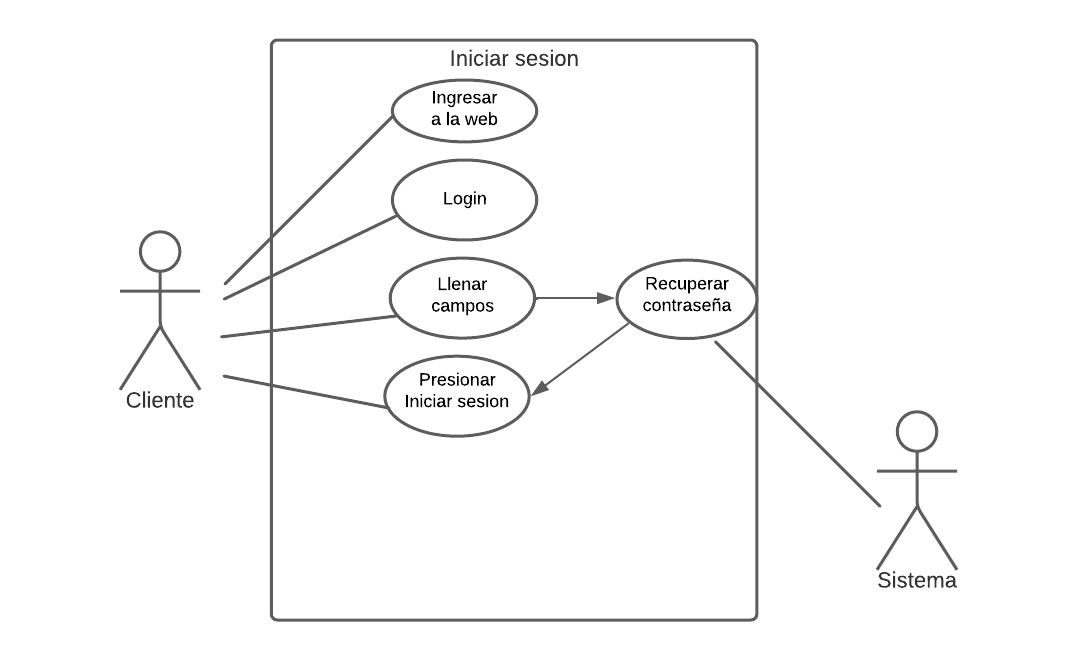 Iniciar sesion
Ingresar
a la web
Login
Llenar
campos
Recuperar
contraseña
Presionar
Iniciar sesion
Cliente
Sistema